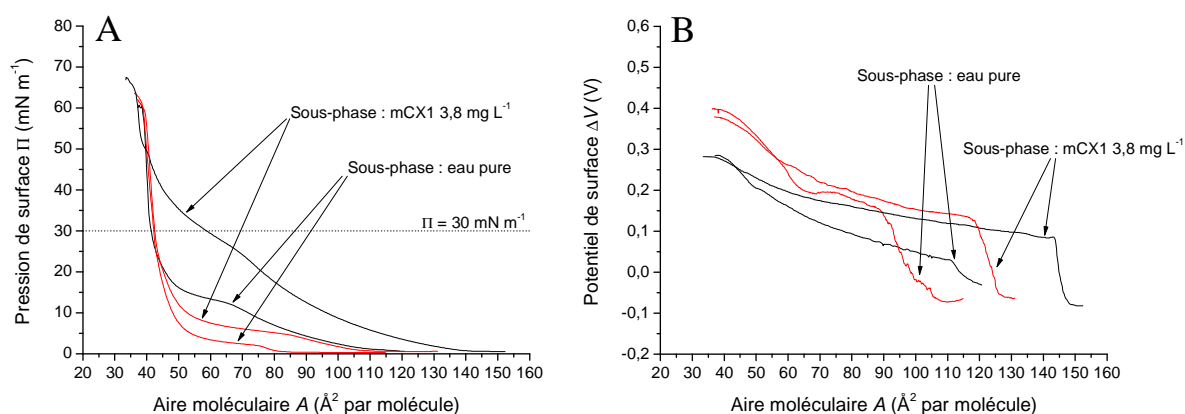 A
80
70
60
50
40
30
20
10
0
Pression de surface Π (mN m⁻¹)
Sous-phase : mCX1 3,8 mg L⁻¹
Sous-phase : eau pure
Π = 30 mN m⁻¹
20 30 40 50 60 70 80 90 100 110 120 130 140 150 160
Aire moléculaire A (Å² par molécule)
B
0,6
0,5
0,4
0,3
0,2
0,1
0,0
-0,1
-0,2
Potentiel de surface ΔV (V)
Sous-phase : eau pure
Sous-phase : mCX1 3,8 mg L⁻¹
20 30 40 50 60 70 80 90 100 110 120 130 140 150 160
Aire moléculaire A (Å² par molécule)